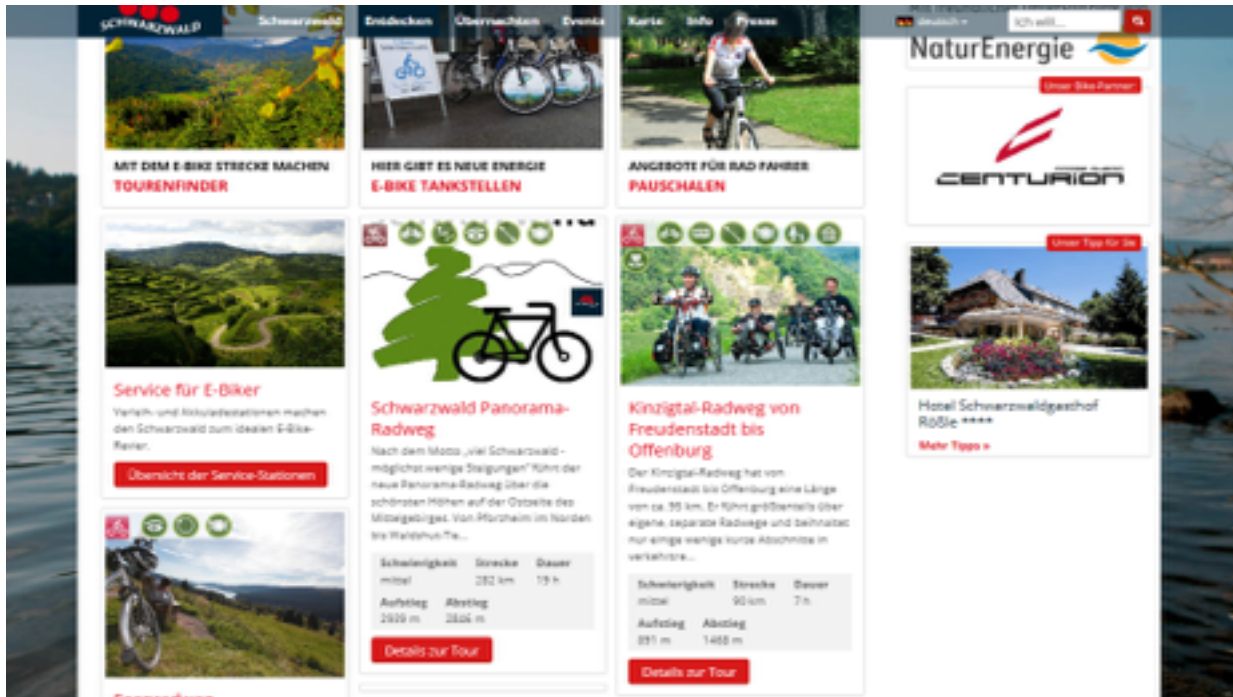 SCHWARZWALD
Schwarzwald Entdecken Übernachten Events Karte Info Presse
deutsch
Ich will...
MIT DEM E-BIKE STRECKE MACHEN
TOURENFINDER
HIER GIBT ES NEUE ENERGIE
E-BIKE TANKSTELLEN
ANGEBOTE FÜR RAD FAHRER
PAUSCHALEN
Service für E-Biker
Verleih- und Akkuladestationen machen
den Schwarzwald zum idealen E-Bike-
Revier.
Übersicht der Service-Stationen
Schwarzwald Panorama-
Radweg
Nach dem Motto „viel Schwarzwald -
möglichst wenige Steigungen" führt der
neue Panorama-Radweg über die
schönsten Höhen auf der Ostseite des
Mittelgebirges. Von Pforzheim im Norden
bis Waldshut-Tie...
Schwierigkeit Strecke Dauer
mittel 282 km 19 h
Aufstieg Abstieg
2939 m 2846 m
Details zur Tour
Kinzigtal-Radweg von
Freudenstadt bis
Offenburg
Der Kinzigtal-Radweg hat von
Freudenstadt bis Offenburg eine Länge
von ca. 95 km. Er führt größtenteils über
eigene, separate Radwege und beihnaltet
nur einige wenige kurze Abschnitte in
verkehrsre...
Schwierigkeit Strecke Dauer
mittel 90 km 7 h
Aufstieg Abstieg
891 m 1468 m
Details zur Tour
NaturEnergie
Unser Bike-Partner:
CENTURION
Unser Tipp für Sie
Hotel Schwarzwaldgasthof
Rößle ****
Mehr Tipps »